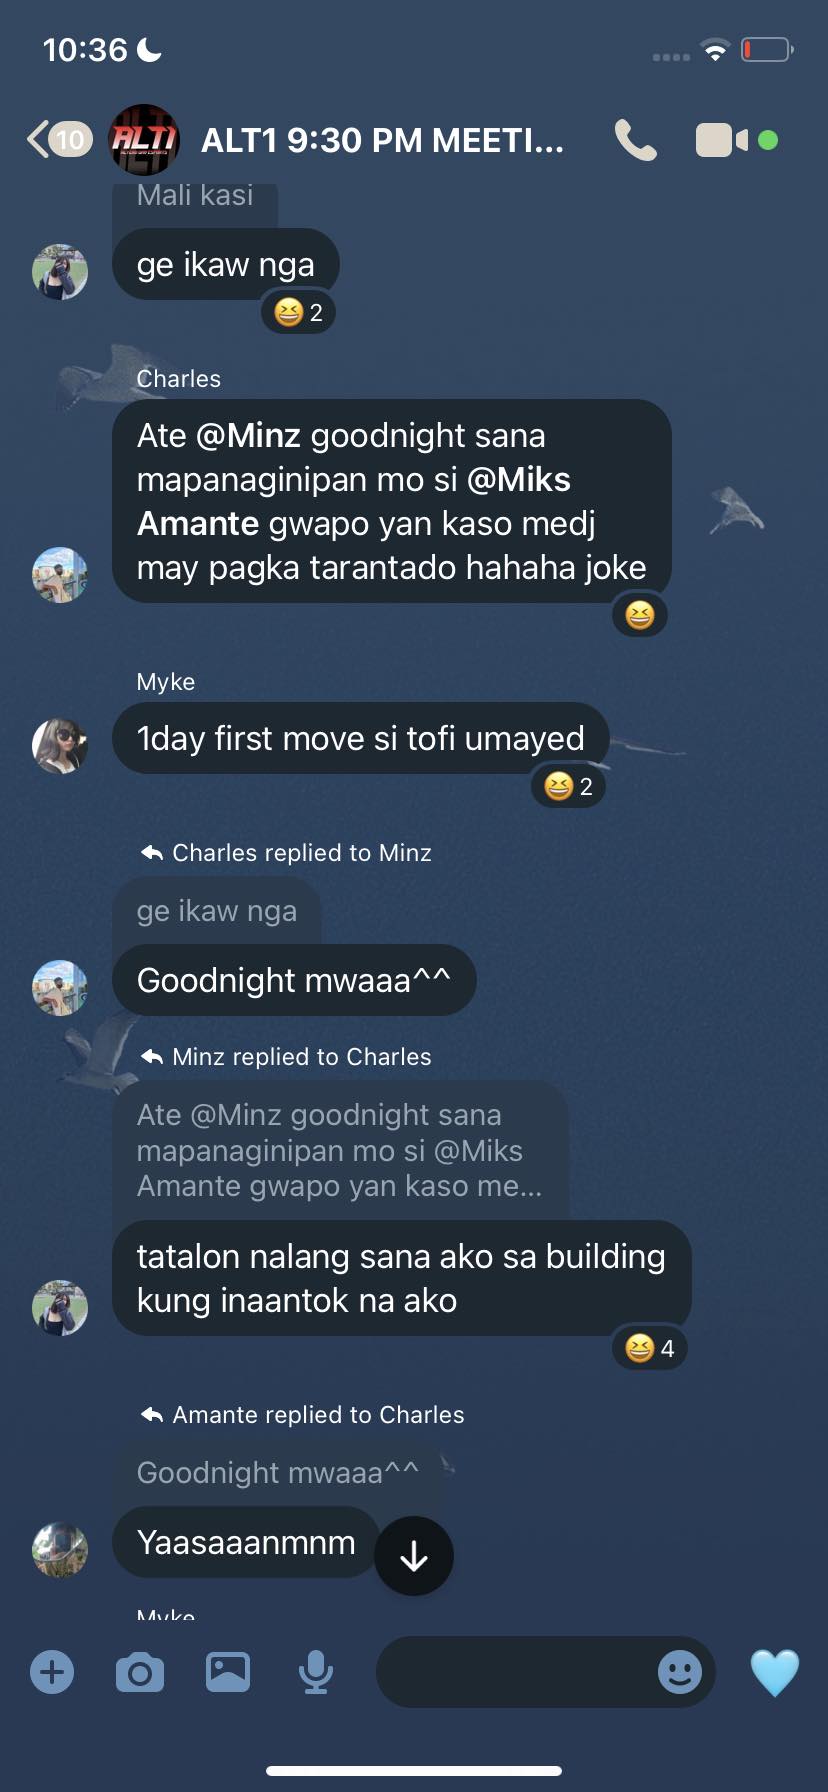 10:36
10
ALT1
ALT1 9:30 PM MEETI...
Mali kasi
ge ikaw nga
😆 2
Charles
Ate @Minz goodnight sana
mapanaginipan mo si @Miks
Amante gwapo yan kaso medj
may pagka tarantado hahaha joke
😆
Myke
1day first move si tofi umayed
😆 2
Charles replied to Minz
ge ikaw nga
Goodnight mwaaa^^
Minz replied to Charles
Ate @Minz goodnight sana
mapanaginipan mo si @Miks
Amante gwapo yan kaso me...
tatalon nalang sana ako sa building
kung inaantok na ako
😆 4
Amante replied to Charles
Goodnight mwaaa^^
Yaasaaanmnm
Myke